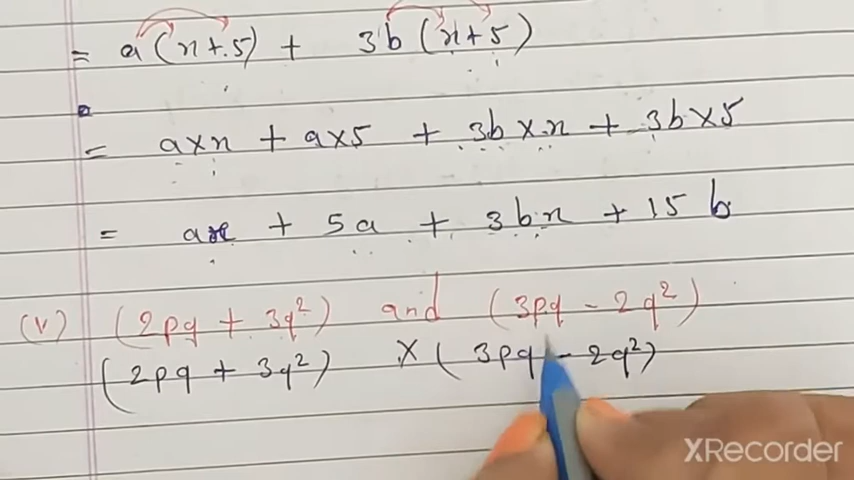 = a (x + 5) + 3b (x + 5)
= a×x + a×5 + 3b×x + 3b×5
= ax + 5a + 3bx + 15 b
(V) (2pq + 3q²) and (3pq - 2q²)
(2pq + 3q²) × (3pq - 2q²)
XRecorder